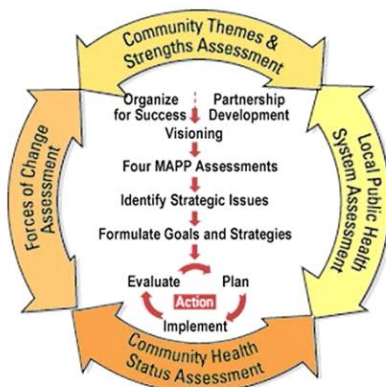 Community Themes &
Strengths Assessment
Organize
for Success
Partnership
Development
Visioning
Four MAPP Assessments
Identify Strategic Issues
Formulate Goals and Strategies
Evaluate
Plan
Action
Implement
Forces of Change
Assessment
Local Public Health
System Assessment
Community Health
Status Assessment